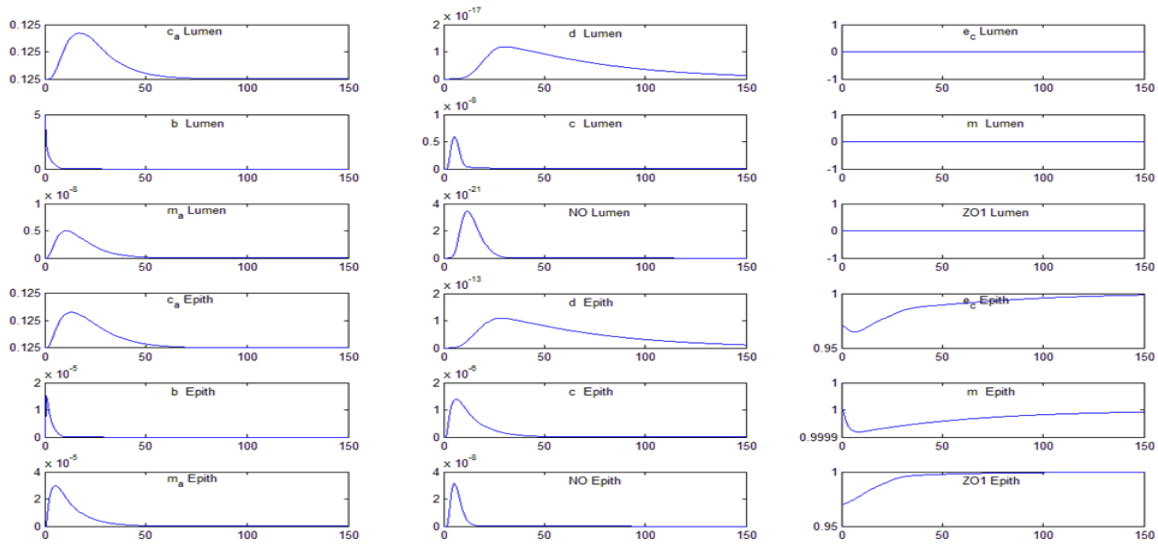 0.125 c_a Lumen
0.125
0.125
0 50 100 150
× 10^-17
2 d Lumen
1
0
0 50 100 150
1 e_c Lumen
0
-1
0 50 100 150
5 b Lumen
0
0 50 100 150
× 10^-8
1 c Lumen
0.5
0
0 50 100 150
1 m Lumen
0
-1
0 50 100 150
× 10^-8
1 m_a Lumen
0.5
0
0 50 100 150
× 10^-21
4 NO Lumen
2
0
0 50 100 150
1 ZO1 Lumen
0
-1
0 50 100 150
0.125 c_a Epith
0.125
0.125
0 50 100 150
× 10^-13
2 d Epith
1
0
0 50 100 150
1 e_c Epith
0.95
0 50 100 150
× 10^-5
2 b Epith
1
0
0 50 100 150
× 10^-6
2 c Epith
1
0
0 50 100 150
1 m Epith
1
0.9999
0 50 100 150
× 10^-5
4 m_a Epith
2
0
0 50 100 150
× 10^-8
4 NO Epith
2
0
0 50 100 150
1 ZO1 Epith
0.95
0 50 100 150